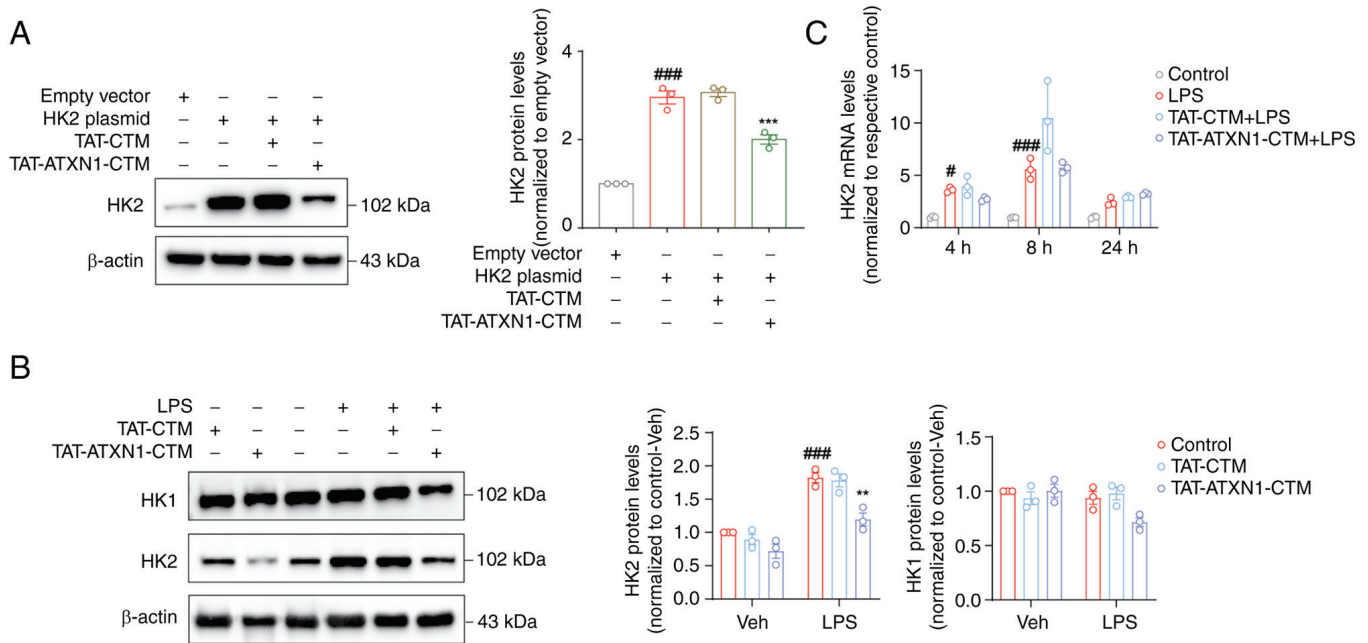 A
Empty vector + – – –
HK2 plasmid – + + +
TAT-CTM – – + –
TAT-ATXN1-CTM – – – +
HK2
102 kDa
β-actin
43 kDa
HK2 protein levels
(normalized to empty vector)
4
2
0
###
***
Empty vector + – – –
HK2 plasmid – + + +
TAT-CTM – – + –
TAT-ATXN1-CTM – – – +
C
HK2 mRNA levels
(normalized to respective control)
15
10
5
0
#
###
4 h 8 h 24 h
Control
LPS
TAT-CTM+LPS
TAT-ATXN1-CTM+LPS
B
LPS – – – + + +
TAT-CTM + – – – + –
TAT-ATXN1-CTM – + – – – +
HK1
102 kDa
HK2
102 kDa
β-actin
43 kDa
HK2 protein levels
(normalized to control-Veh)
2.5
2.0
1.5
1.0
0.5
0.0
###
**
Veh LPS
HK1 protein levels
(normalized to control-Veh)
1.5
1.0
0.5
0.0
Veh LPS
Control
TAT-CTM
TAT-ATXN1-CTM